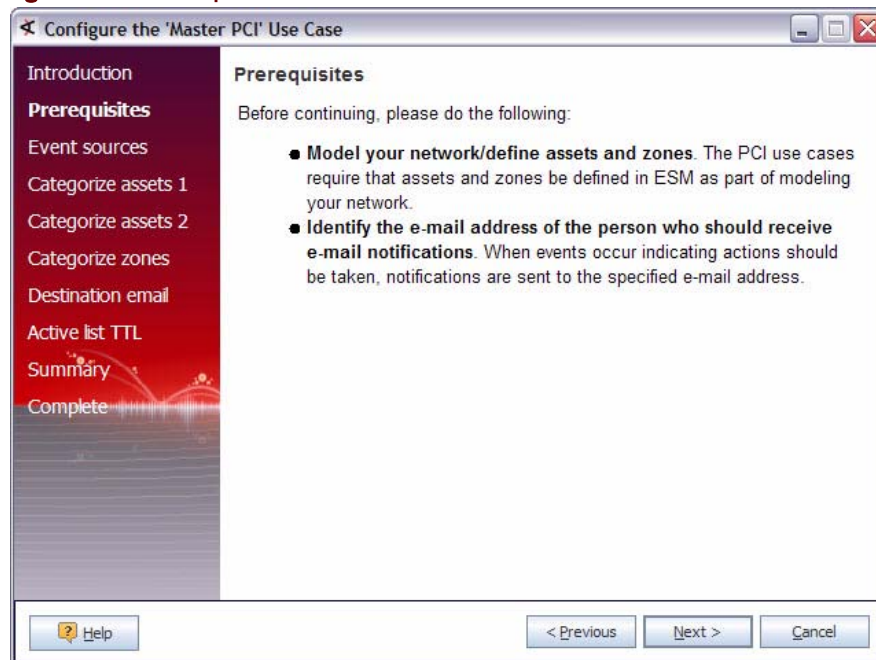 Configure the 'Master PCI' Use Case
Introduction
Prerequisites
Event sources
Categorize assets 1
Categorize assets 2
Categorize zones
Destination email
Active list TTL
Summary
Complete
Prerequisites
Before continuing, please do the following:
Model your network/define assets and zones. The PCI use cases
require that assets and zones be defined in ESM as part of modeling
your network.
Identify the e-mail address of the person who should receive
e-mail notifications. When events occur indicating actions should
be taken, notifications are sent to the specified e-mail address.
Help
< Previous
Next >
Cancel